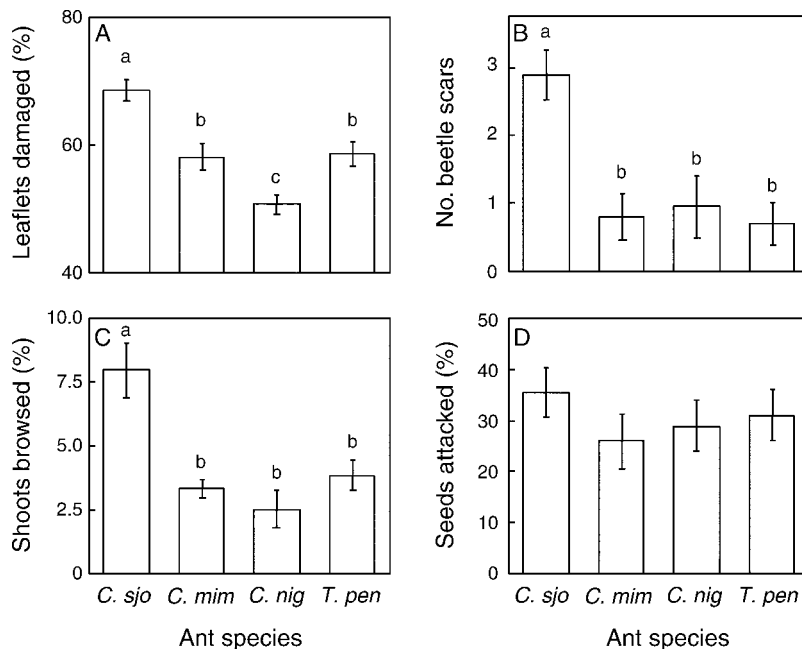 A
Leaflets damaged (%)
80
60
40
a
b
c
b
B
No. beetle scars
3
2
1
0
a
b
b
b
C
Shoots browsed (%)
10.0
7.5
5.0
2.5
0
a
b
b
b
C. sjo C. mim C. nig T. pen
Ant species
D
Seeds attacked (%)
50
40
30
20
10
0
C. sjo C. mim C. nig T. pen
Ant species